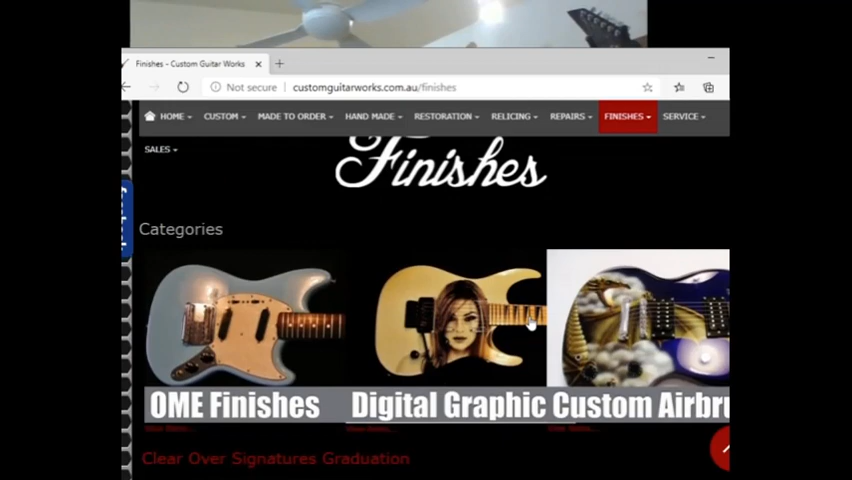 Finishes - Custom Guitar Works
Not secure customguitarworks.com.au/finishes
HOME CUSTOM MADE TO ORDER HAND MADE RESTORATION RELICING REPAIRS FINISHES SERVICE
SALES
Finishes
Categories
OME Finishes Digital Graphic Custom Airbru
Clear Over Signatures Graduation